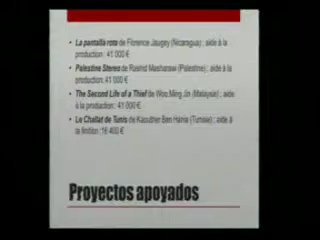 • La pantalla rota de Florence Jaugey (Nicaragua) ; aide à la
production : 41 000 €
• Palestine Stereo de Rashid Masharawi (Palestine) ; aide à la
production : 41 000 €
• The Second Life of a Thief de Woo Ming Jin (Malaysie) ; aide
à la production : 41 000 €
• Le Challat de Tunis de Kaouther Ben Hania (Tunisie) ; aide à
la finition :16 400 €
Proyectos apoyados